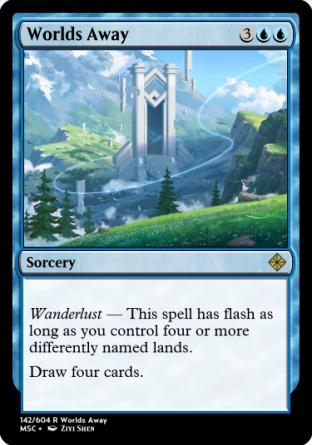 Worlds Away 3
Sorcery
Wanderlust — This spell has flash as
long as you control four or more
differently named lands.
Draw four cards.
142/604 R Worlds Away
MSC • Ziyi Shen